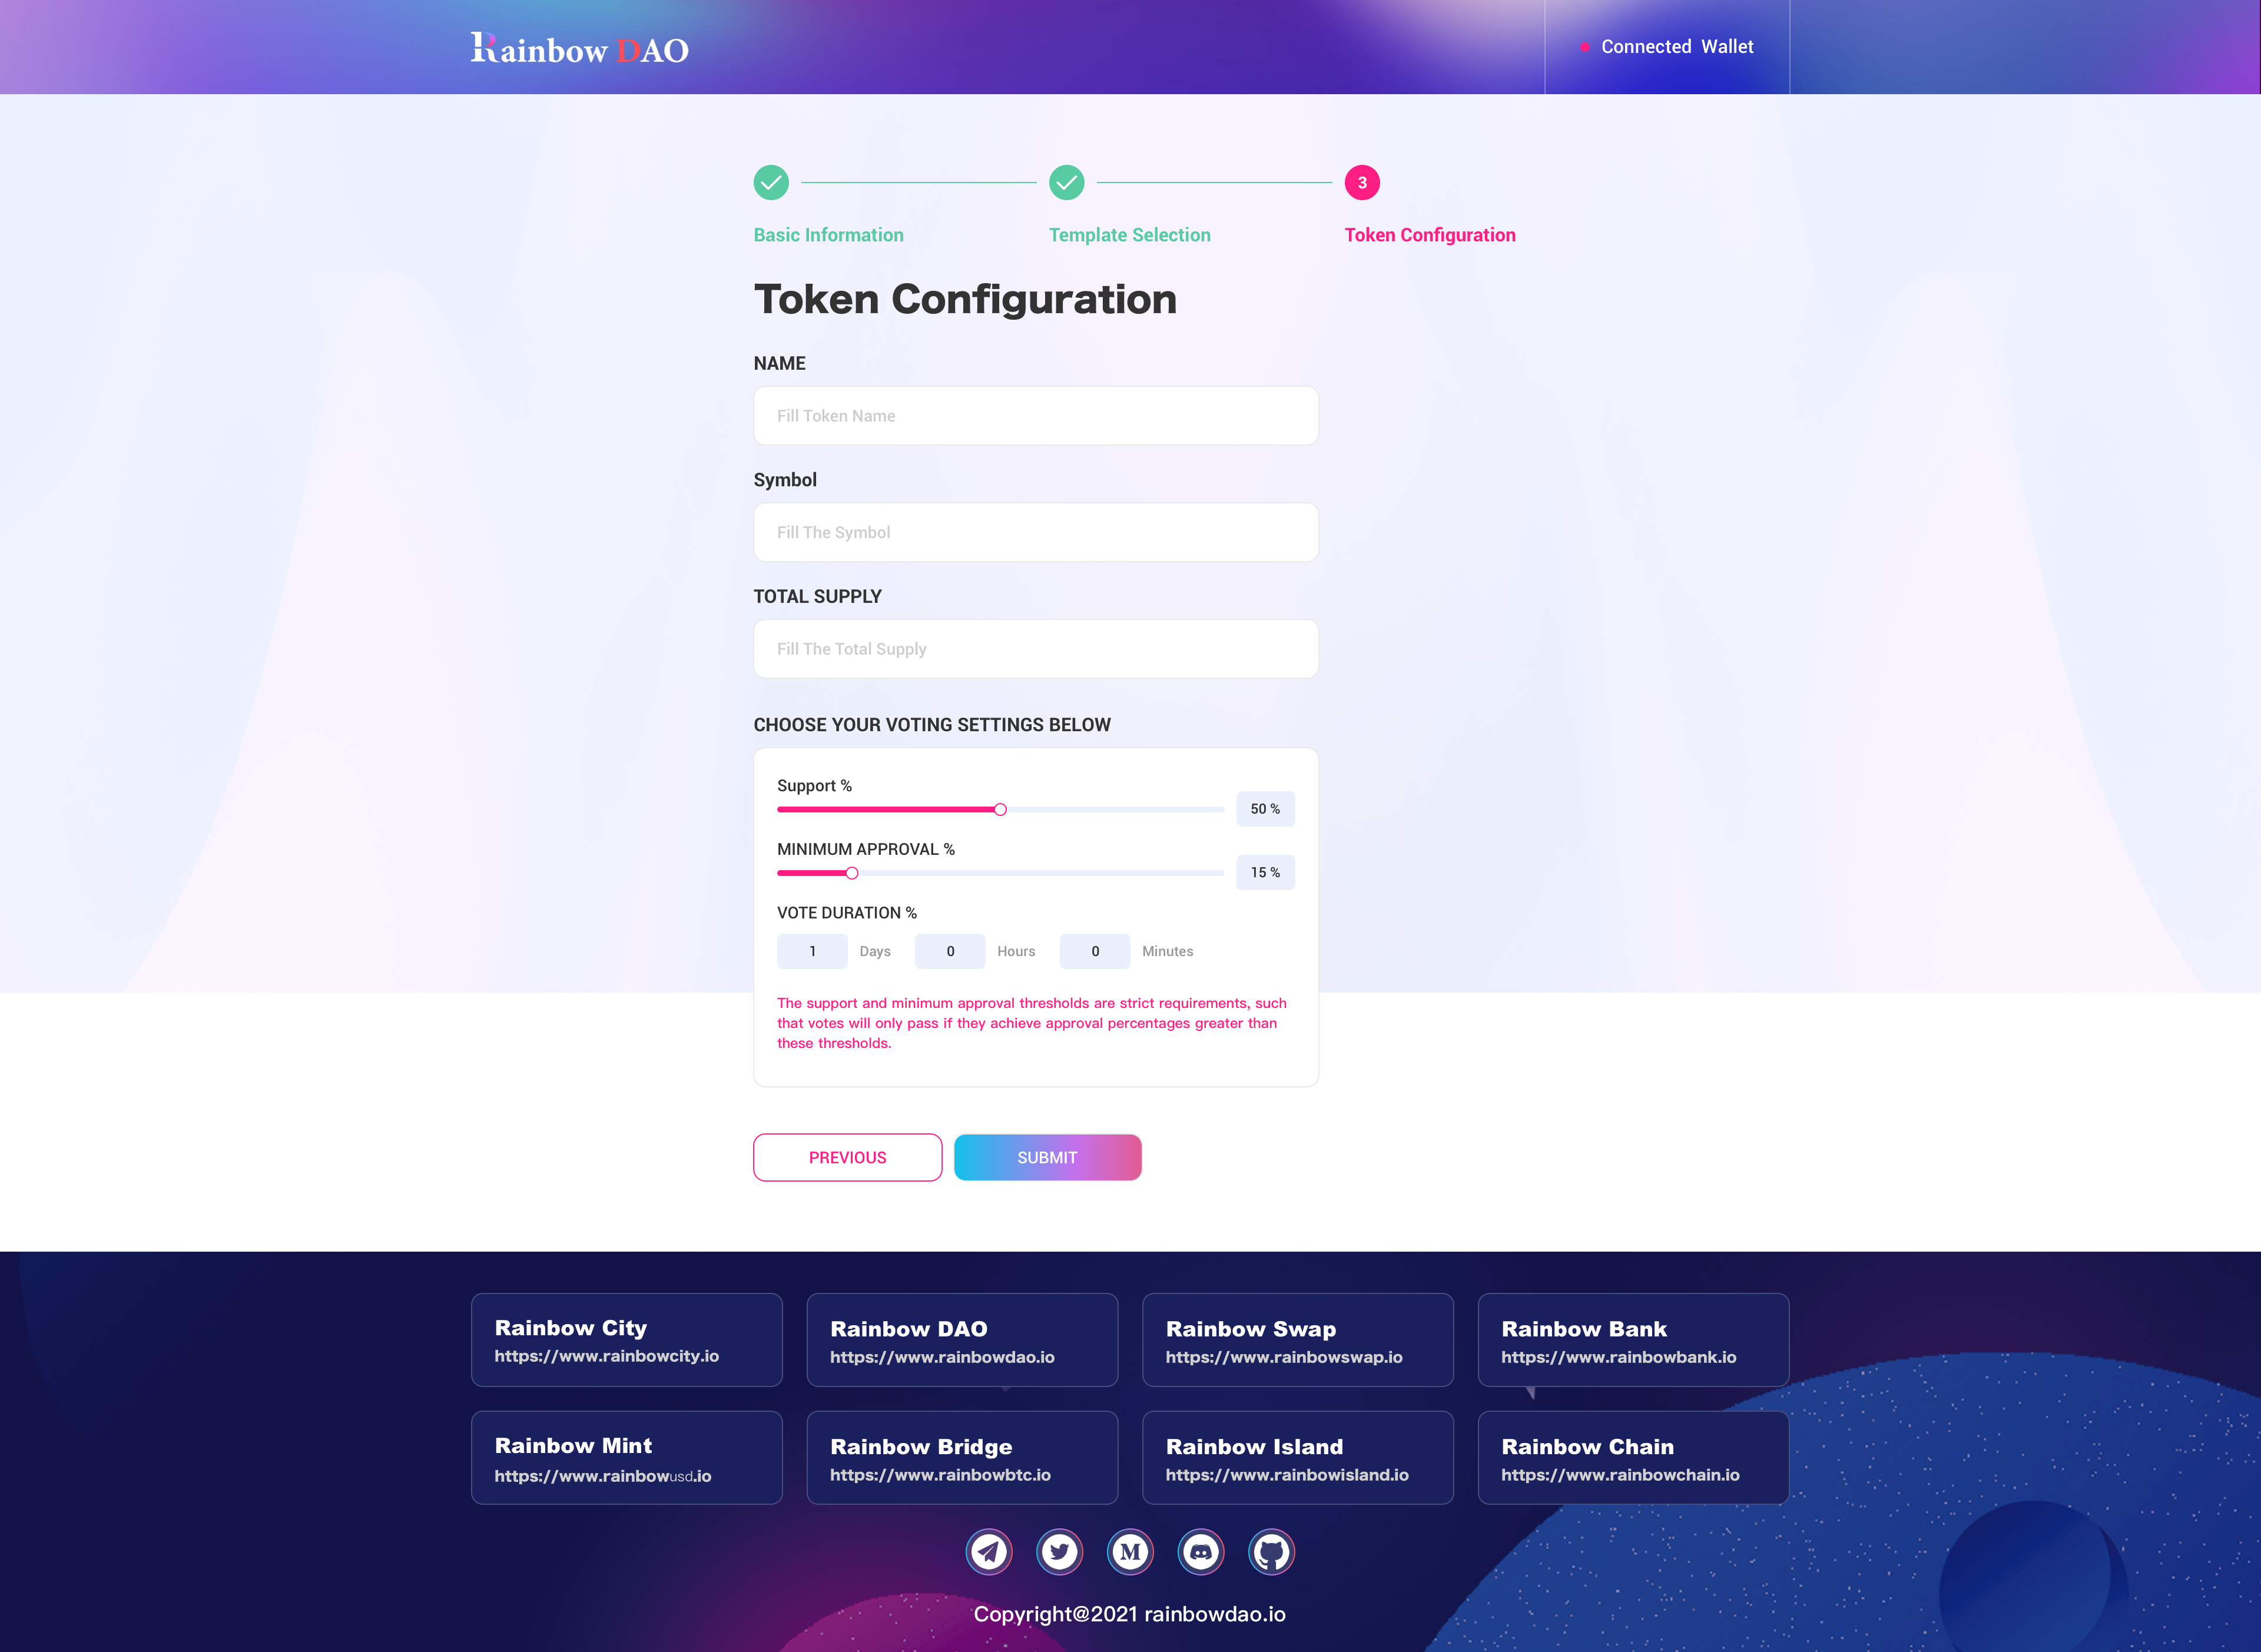 Rainbow DAO
Connected Wallet
3
Basic Information
Template Selection
Token Configuration
Token Configuration
NAME
Fill Token Name
Symbol
Fill The Symbol
TOTAL SUPPLY
Fill The Total Supply
CHOOSE YOUR VOTING SETTINGS BELOW
Support %
50 %
MINIMUM APPROVAL %
15 %
VOTE DURATION %
1 Days 0 Hours 0 Minutes
The support and minimum approval thresholds are strict requirements, such
that votes will only pass if they achieve approval percentages greater than
these thresholds.
PREVIOUS
SUBMIT
Rainbow City
https://www.rainbowcity.io
Rainbow DAO
https://www.rainbowdao.io
Rainbow Swap
https://www.rainbowswap.io
Rainbow Bank
https://www.rainbowbank.io
Rainbow Mint
https://www.rainbowusd.io
Rainbow Bridge
https://www.rainbowbtc.io
Rainbow Island
https://www.rainbowisland.io
Rainbow Chain
https://www.rainbowchain.io
M
Copyright@2021 rainbowdao.io